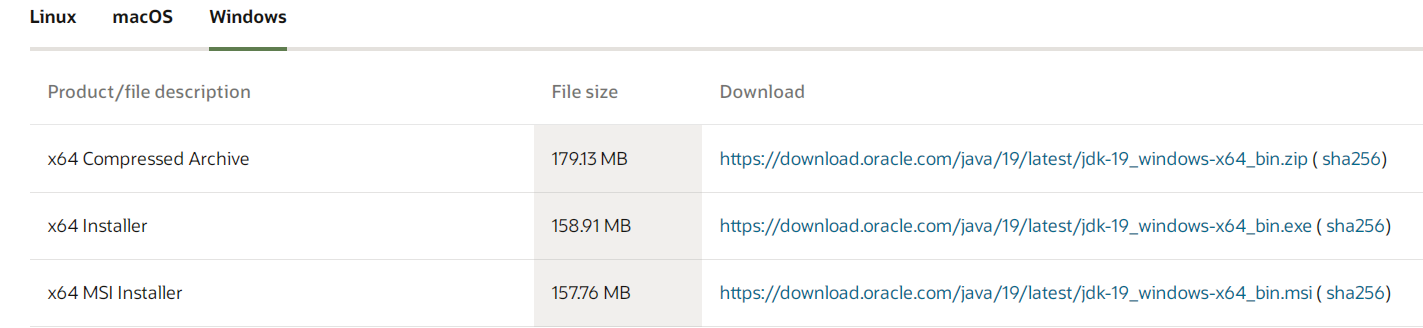 Linux macOS Windows
Product/file description File size Download
x64 Compressed Archive 179.13 MB https://download.oracle.com/java/19/latest/jdk-19_windows-x64_bin.zip ( sha256)
x64 Installer 158.91 MB https://download.oracle.com/java/19/latest/jdk-19_windows-x64_bin.exe ( sha256)
x64 MSI Installer 157.76 MB https://download.oracle.com/java/19/latest/jdk-19_windows-x64_bin.msi ( sha256)